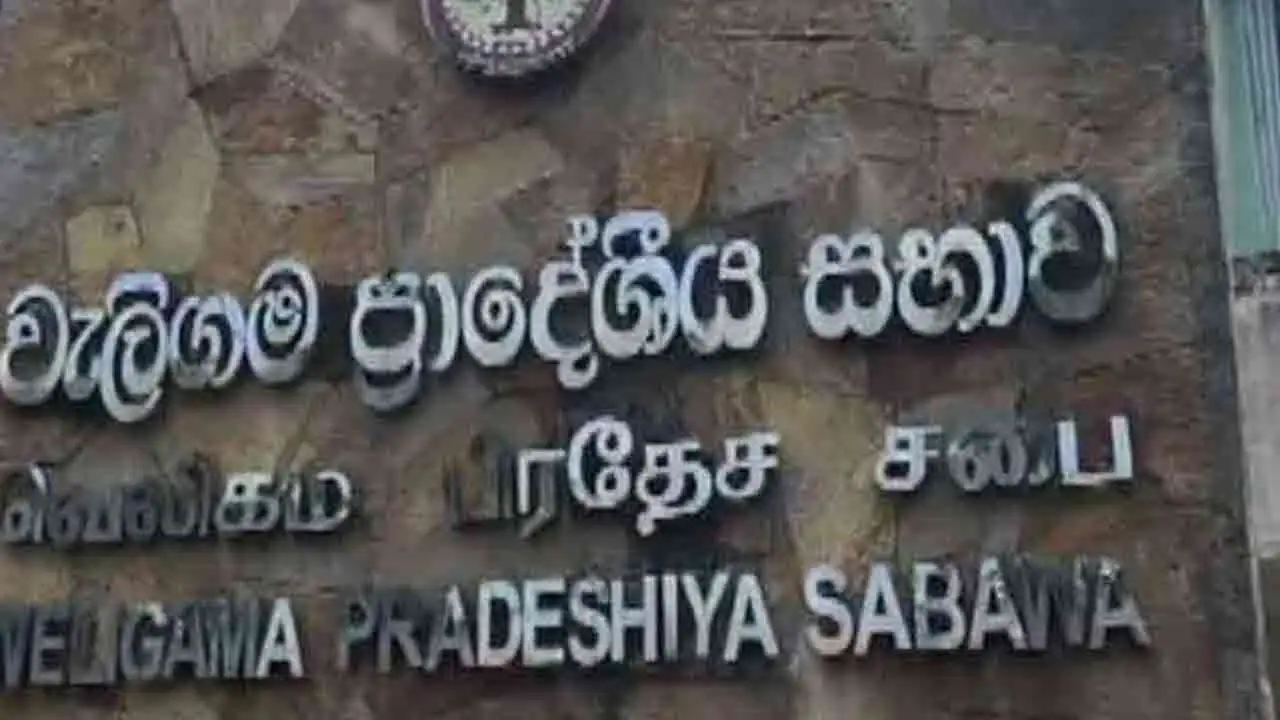 වැලිගම ප්‍රාදේශීය සභාව
வெலிகம பிரதேச சபை
WELIGAMA PRADESHIYA SABAWA